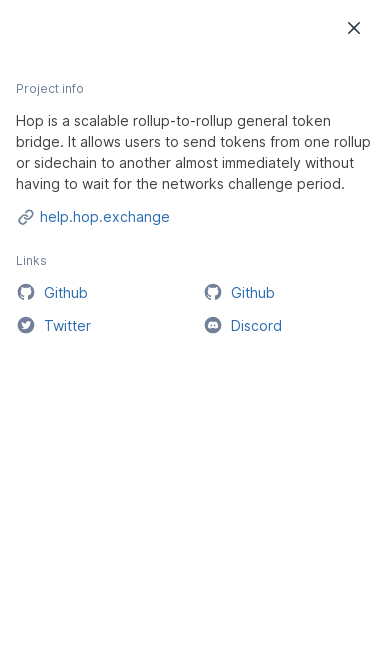 Project info
Hop is a scalable rollup-to-rollup general token
bridge. It allows users to send tokens from one rollup
or sidechain to another almost immediately without
having to wait for the networks challenge period.
help.hop.exchange
Links
Github
Github
Twitter
Discord